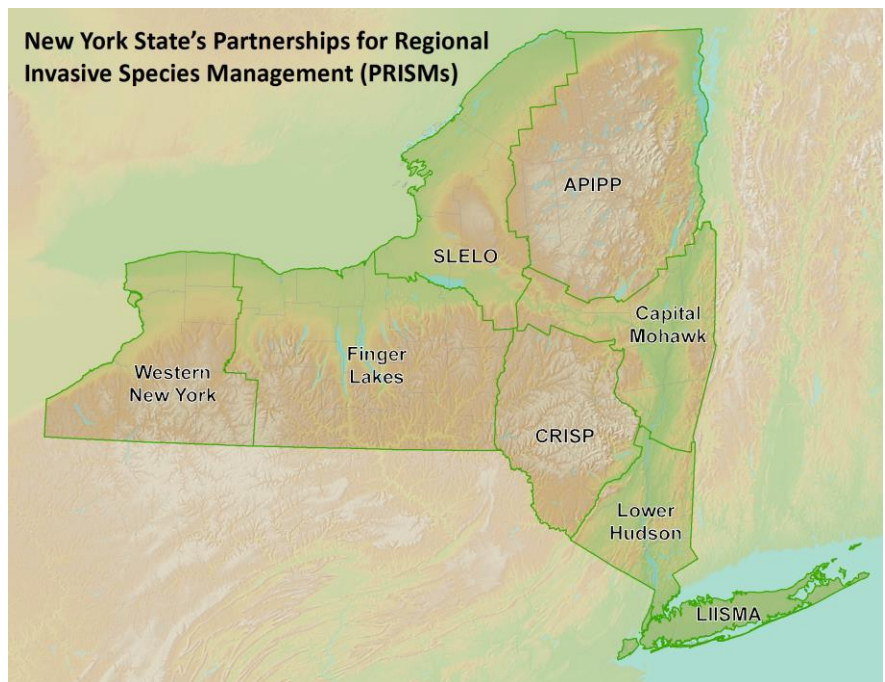 New York State's Partnerships for Regional
Invasive Species Management (PRISMs)
APIPP
SLELO
Capital
Mohawk
Finger
Lakes
Western
New York
CRISP
Lower
Hudson
LIISMA